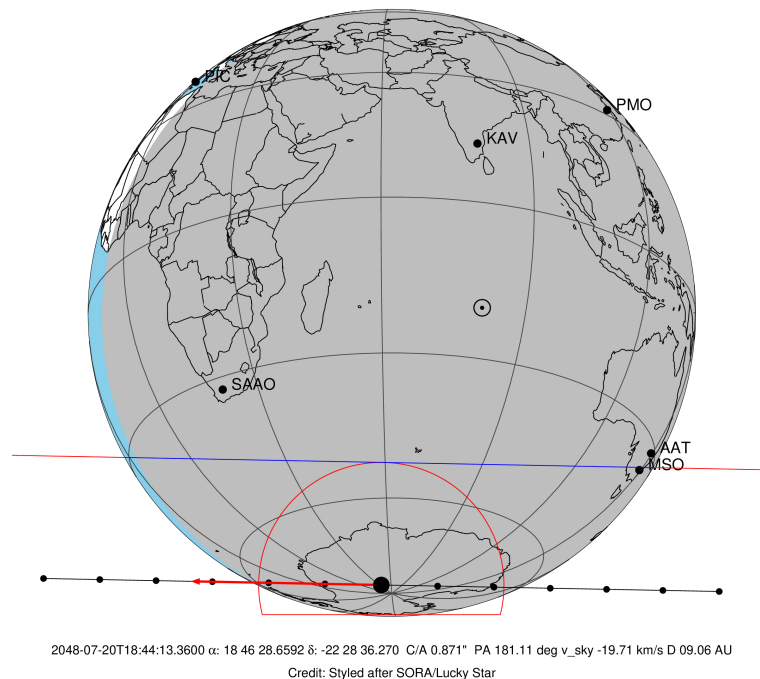 PIC
PMO
KAV
SAAO
AAT
MSO
2048-07-20T18:44:13.3600 α: 18 46 28.6592 δ: -22 28 36.270 C/A 0.871" PA 181.11 deg v_sky -19.71 km/s D 09.06 AU
Credit: Styled after SORA/Lucky Star